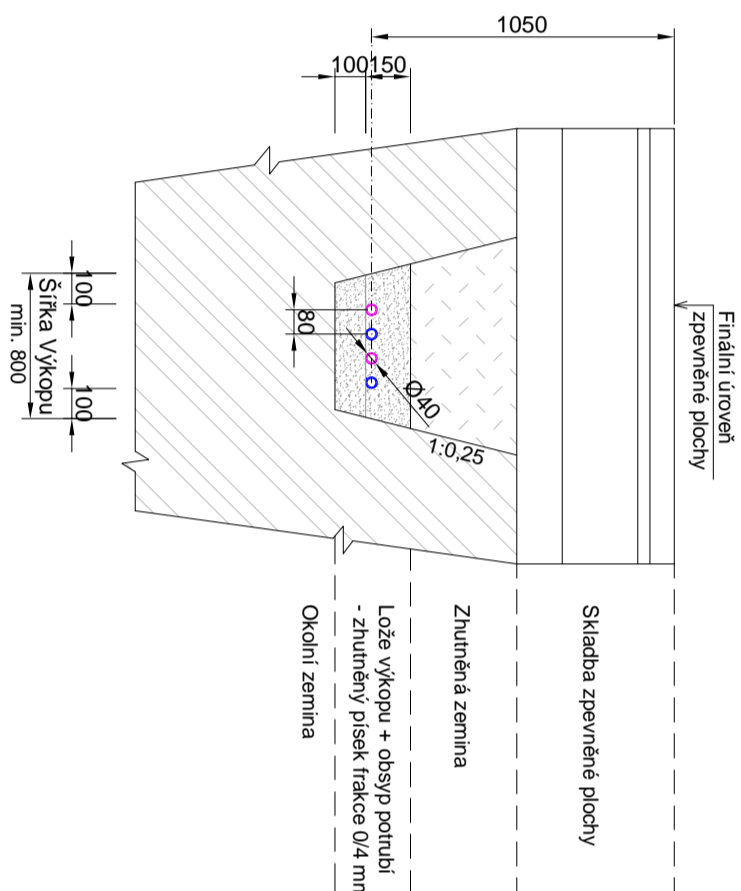 1050
100
150
Finální úroveň
zpevněné plochy
100
Šířka Výkopu
min. 800
100
80
Ø40
1:0,25
Skladba zpevněné plochy
Zhutněná zemina
Lože výkopu + obsyp potrubí
- zhutněný písek frakce 0/4 mm
Okolní zemina